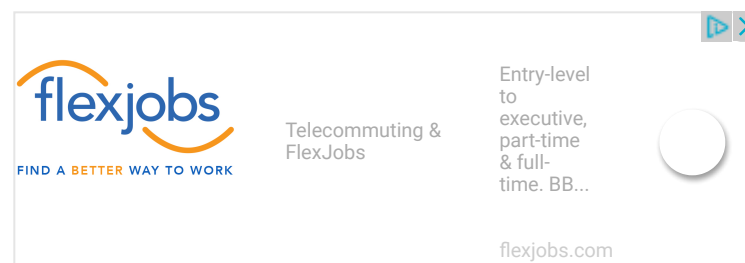 flexjobs
FIND A BETTER WAY TO WORK
Telecommuting &
FlexJobs
Entry-level
to
executive,
part-time
& full-
time. BB...
flexjobs.com